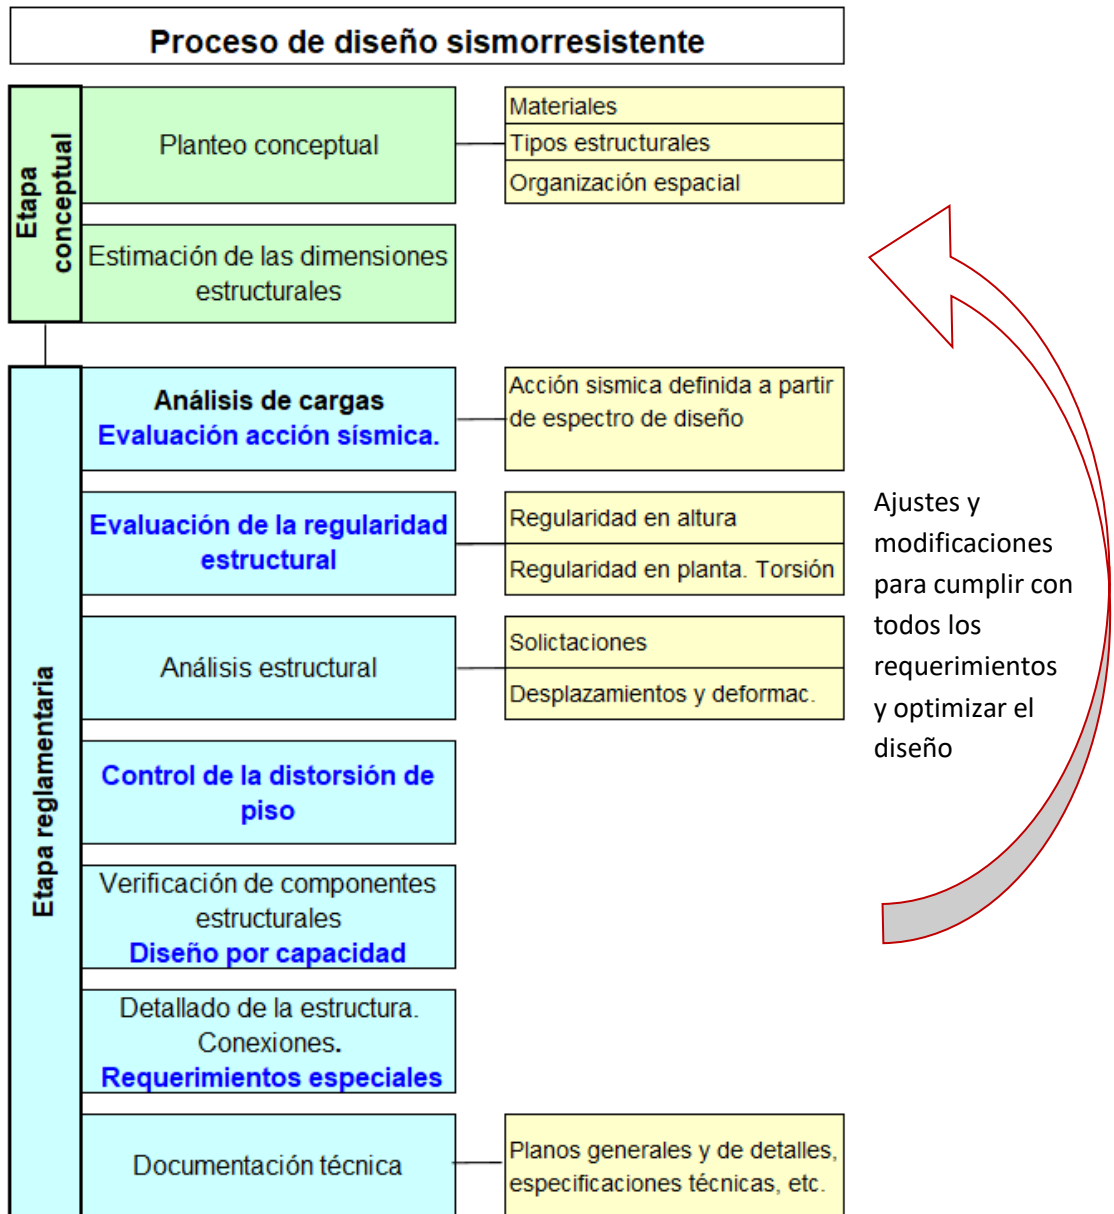 Proceso de diseño sismorresistente
Etapa
conceptual
Planteo conceptual
Materiales
Tipos estructurales
Organización espacial
Estimación de las dimensiones
estructurales
Etapa reglamentaria
Análisis de cargas
Evaluación acción sísmica.
Acción sismica definida a partir
de espectro de diseño
Evaluación de la regularidad
estructural
Regularidad en altura
Regularidad en planta. Torsión
Análisis estructural
Solictaciones
Desplazamientos y deformac.
Control de la distorsión de
piso
Verificación de componentes
estructurales
Diseño por capacidad
Detallado de la estructura.
Conexiones.
Requerimientos especiales
Documentación técnica
Planos generales y de detalles,
especificaciones técnicas, etc.
Ajustes y
modificaciones
para cumplir con
todos los
requerimientos
y optimizar el
diseño